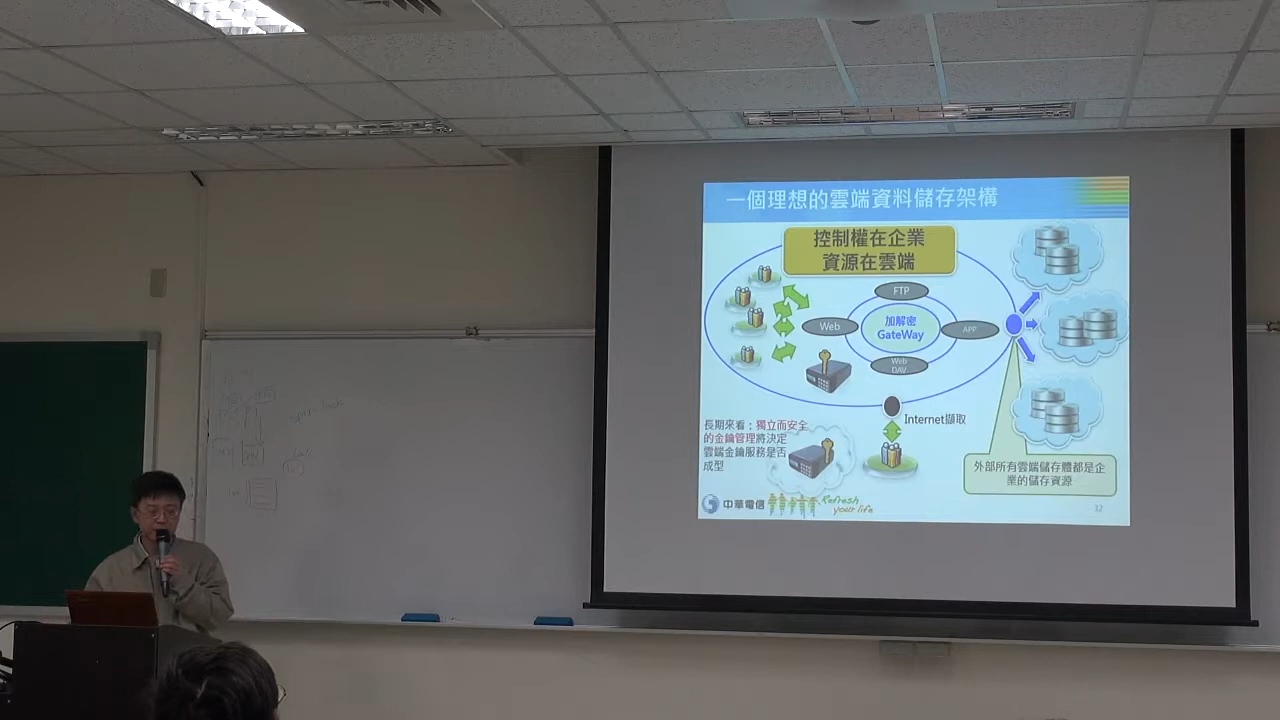 一個理想的雲端資料儲存架構
控制權在企業
資源在雲端
FTP
Web
加解密
GateWay
APP
Web
DAV
Internet擷取
長期來看：獨立而安全
的金鑰管理將決定
雲端金鑰服務是否
成型
外部所有雲端儲存體都是企
業的儲存資源
中華電信
Refresh
your life
32